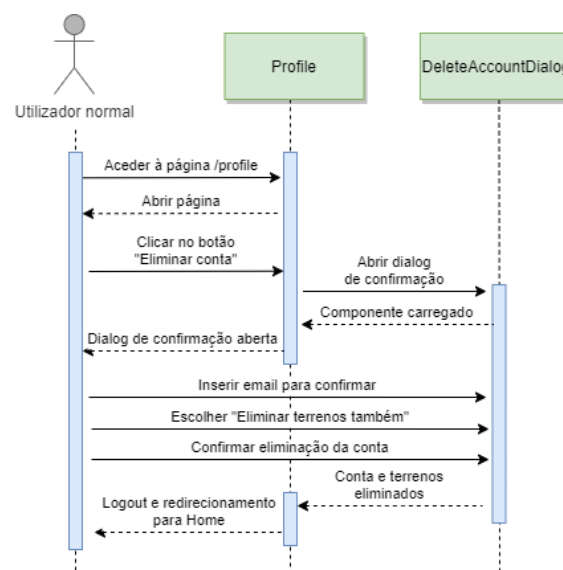 Profile
DeleteAccountDialog
Utilizador normal
Aceder à página /profile
Abrir página
Clicar no botão
"Eliminar conta"
Abrir dialog
de confirmação
Componente carregado
Dialog de confirmação aberta
Inserir email para confirmar
Escolher "Eliminar terrenos também"
Confirmar eliminação da conta
Conta e terrenos
eliminados
Logout e redirecionamento
para Home